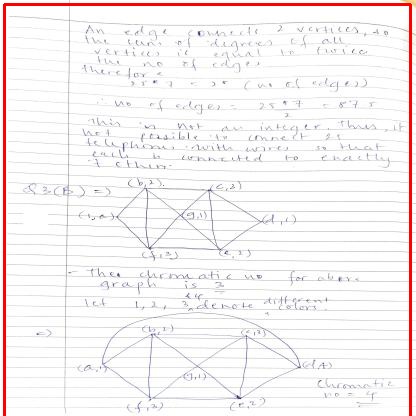 An edge connects 2 vertices, so
the sum of degrees of all
vertices is equal to twice
the no of edges
therefore
25*7 = 2* (no of edges)
∴ no of edges = 25*7 = 87.5
2
This is not an integer, thus, it
not possible to connect 25
telephones with wires so that
each is connected to exactly
7 others.
Q3(B) =>
(b,2) (c,3)
(1,a) (g,1) (d,1)
(f,3) (e,2)
- The chromatic no for above
graph is 3
let 1, 2, 3, &4 denote different colors.
=>
(b,2) (c,3)
(a,1) (g,1) (d,4)
(f,3) (e,2)
chromatic
no = 4